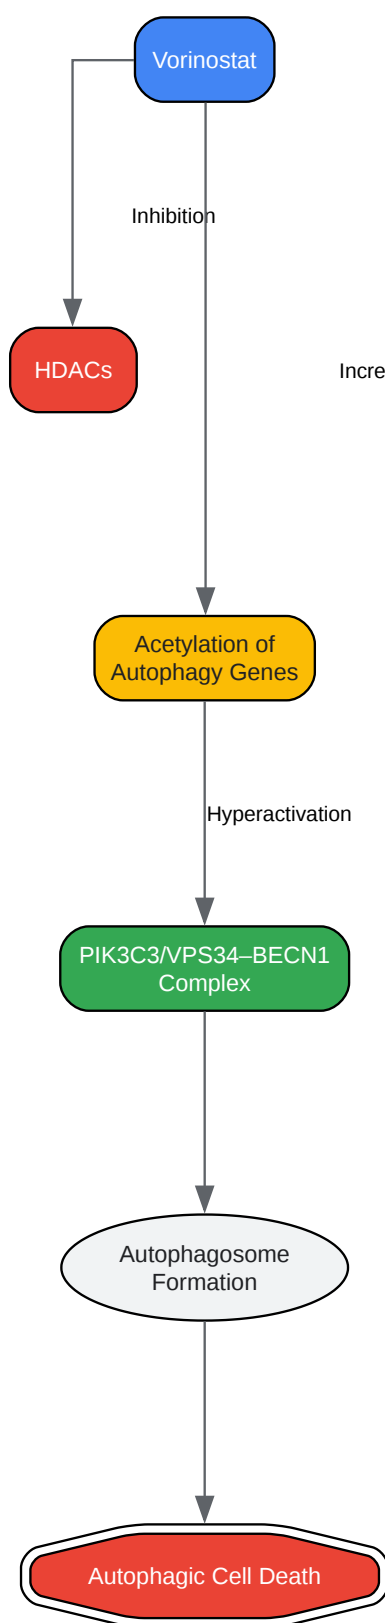 Vorinostat
Inhibition
HDACs
Incre
Acetylation of
Autophagy Genes
Hyperactivation
PIK3C3/VPS34–BECN1
Complex
Autophagosome
Formation
Autophagic Cell Death